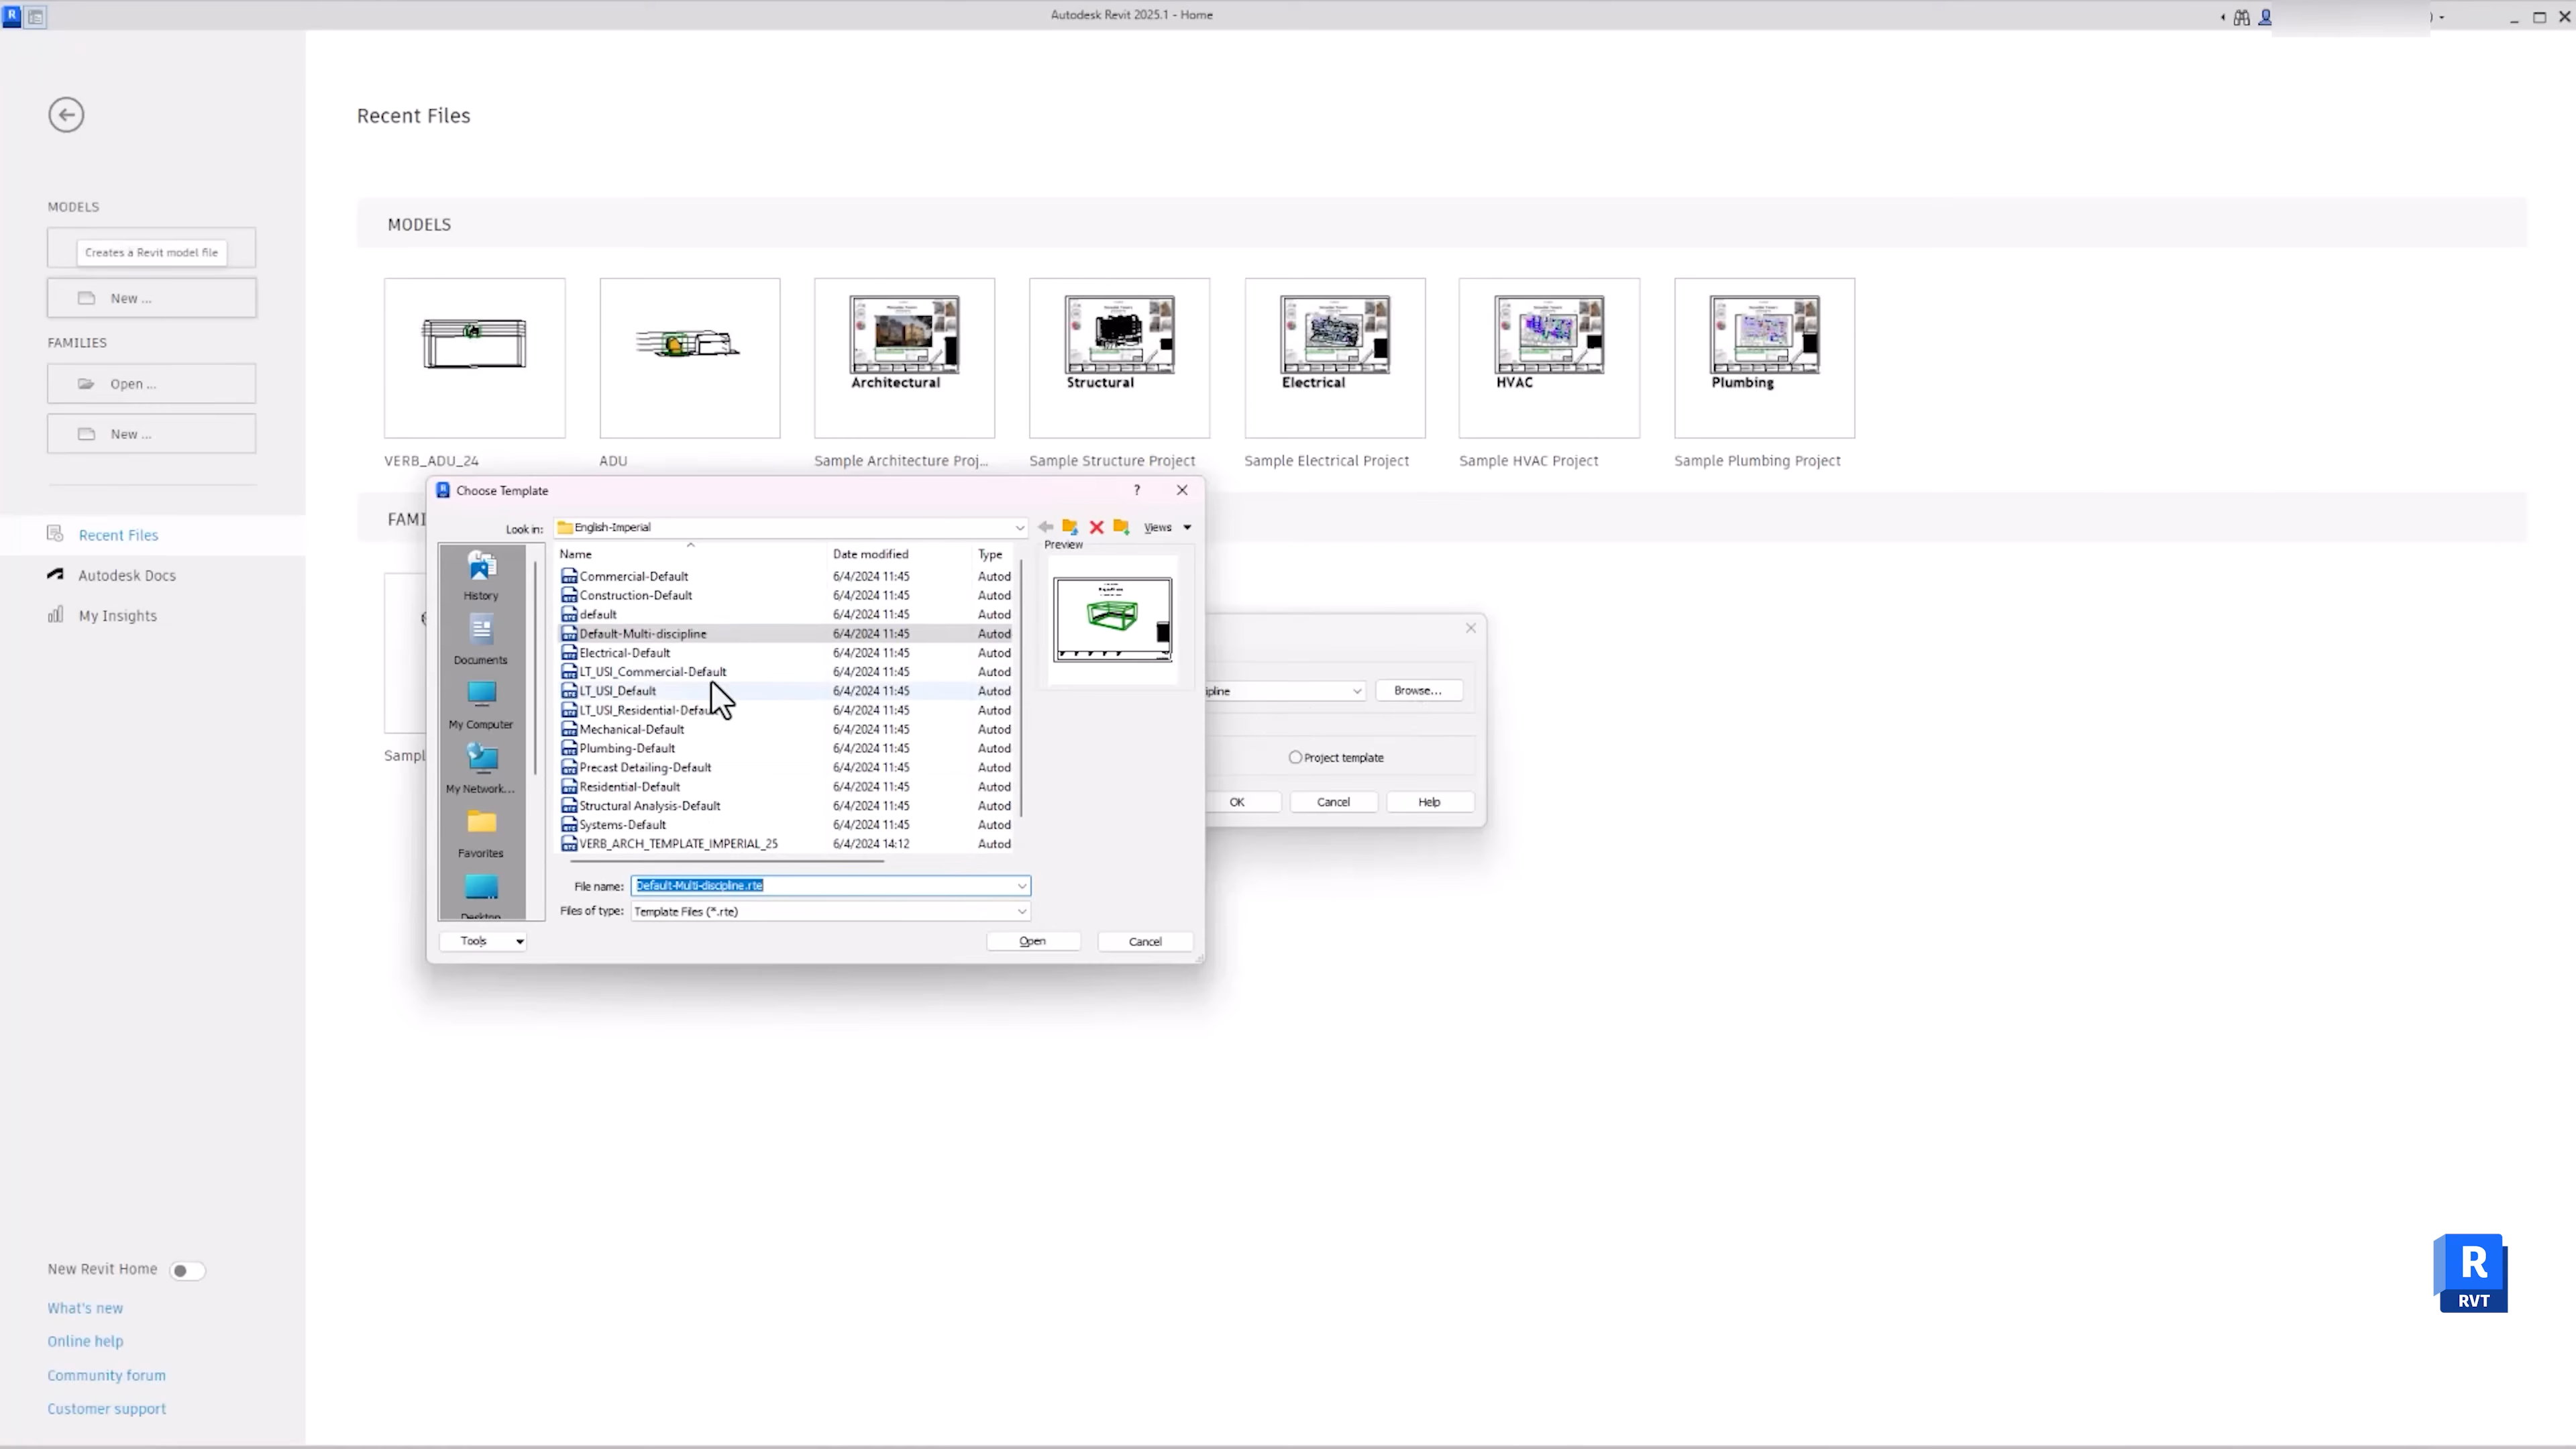 Autodesk Revit 2025.1 - Home
Recent Files
MODELS
Creates a Revit model file
New ...
FAMILIES
Open ...
New ...
Recent Files
Autodesk Docs
My Insights
New Revit Home
What's new
Online help
Community forum
Customer support
MODELS
Architectural
Structural
Electrical
HVAC
Plumbing
VERB_ADU_24
ADU
Sample Architecture Proj...
Sample Structure Project
Sample Electrical Project
Sample HVAC Project
Sample Plumbing Project
FAMI
Sampl
Choose Template
?
Look in:
English-Imperial
Views
Preview
History
Documents
My Computer
My Network...
Favorites
Desktop
Name Date modified Type
Commercial-Default 6/4/2024 11:45 Autod
Construction-Default 6/4/2024 11:45 Autod
default 6/4/2024 11:45 Autod
Default-Multi-discipline 6/4/2024 11:45 Autod
Electrical-Default 6/4/2024 11:45 Autod
LT_USI_Commercial-Default 6/4/2024 11:45 Autod
LT_USI_Default 6/4/2024 11:45 Autod
LT_USI_Residential-Defau 6/4/2024 11:45 Autod
Mechanical-Default 6/4/2024 11:45 Autod
Plumbing-Default 6/4/2024 11:45 Autod
Precast Detailing-Default 6/4/2024 11:45 Autod
Residential-Default 6/4/2024 11:45 Autod
Structural Analysis-Default 6/4/2024 11:45 Autod
Systems-Default 6/4/2024 11:45 Autod
VERB_ARCH_TEMPLATE_IMPERIAL_25 6/4/2024 14:12 Autod
File name: Default-Multi-discipline.rte
Files of type: Template Files (*.rte)
Tools
Open
Cancel
ipline
Browse...
Project template
OK
Cancel
Help
R
RVT